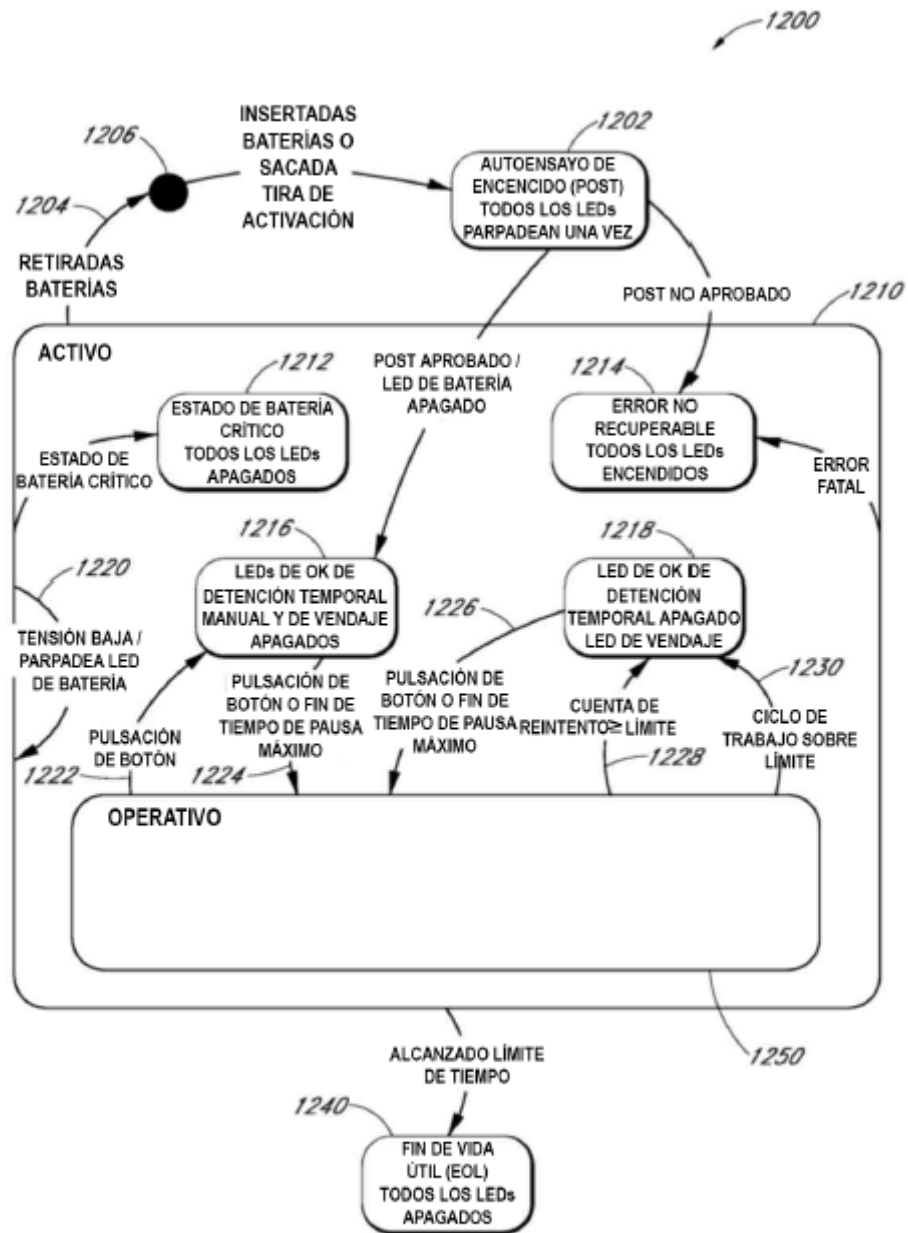 1200
1206
INSERTADAS
BATERÍAS O
SACADA
TIRA DE
ACTIVACIÓN
1202
AUTOENSAYO DE
ENCENCIDO (POST)
TODOS LOS LEDs
PARPADEAN UNA VEZ
1204
RETIRADAS
BATERÍAS
POST NO APROBADO
1210
ACTIVO
1212
ESTADO DE BATERÍA
CRÍTICO
TODOS LOS LEDs
APAGADOS
POST APROBADO /
LED DE BATERÍA
APAGADO
1214
ERROR NO
RECUPERABLE
TODOS LOS LEDs
ENCENDIDOS
ESTADO DE
BATERÍA CRÍTICO
ERROR
FATAL
1216
LEDs DE OK DE
DETENCIÓN TEMPORAL
MANUAL Y DE VENDAJE
APAGADOS
1218
LED DE OK DE
DETENCIÓN
TEMPORAL APAGADO
LED DE VENDAJE
1220
TENSIÓN BAJA /
PARPADEA LED
DE BATERÍA
1226
1230
PULSACIÓN
DE BOTÓN
1222
PULSACIÓN DE
BOTÓN O FIN DE
TIEMPO DE PAUSA
MÁXIMO
1224
PULSACIÓN DE
BOTÓN O FIN DE
TIEMPO DE PAUSA
MÁXIMO
CUENTA DE
REINTENTO≥ LÍMITE
1228
CICLO DE
TRABAJO SOBRE
LÍMITE
OPERATIVO
1250
ALCANZADO LÍMITE
DE TIEMPO
1240
FIN DE VIDA
ÚTIL (EOL)
TODOS LOS LEDs
APAGADOS